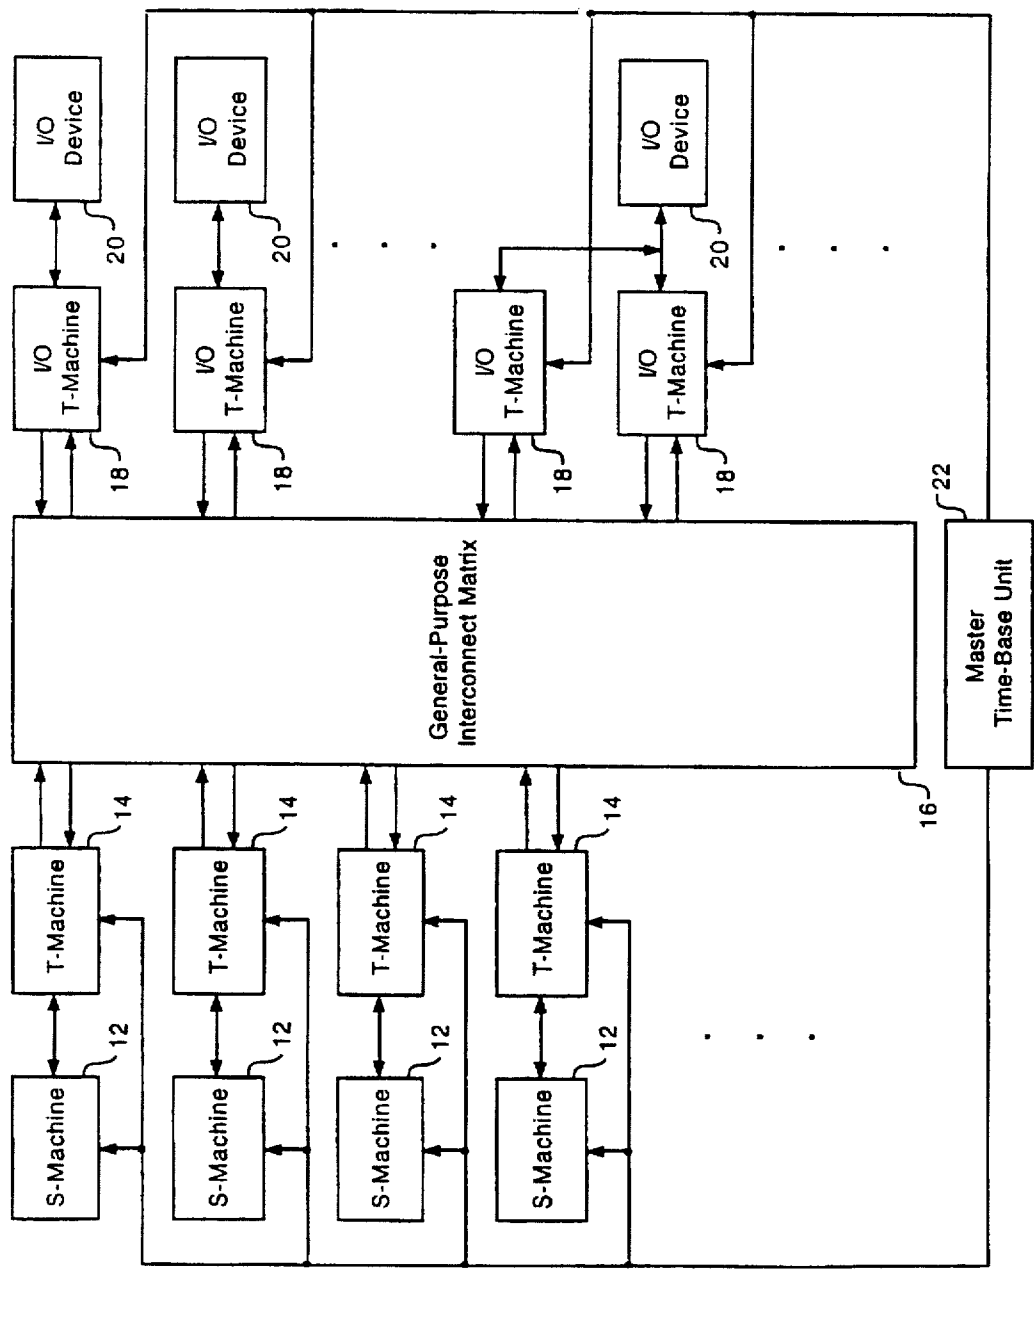 S-Machine
12
T-Machine
14
S-Machine
12
T-Machine
14
S-Machine
12
T-Machine
14
S-Machine
12
T-Machine
14
General-Purpose
Interconnect Matrix
16
I/O
T-Machine
18
I/O
Device
20
I/O
T-Machine
18
I/O
Device
20
I/O
T-Machine
18
I/O
T-Machine
18
I/O
Device
20
Master
Time-Base Unit
22